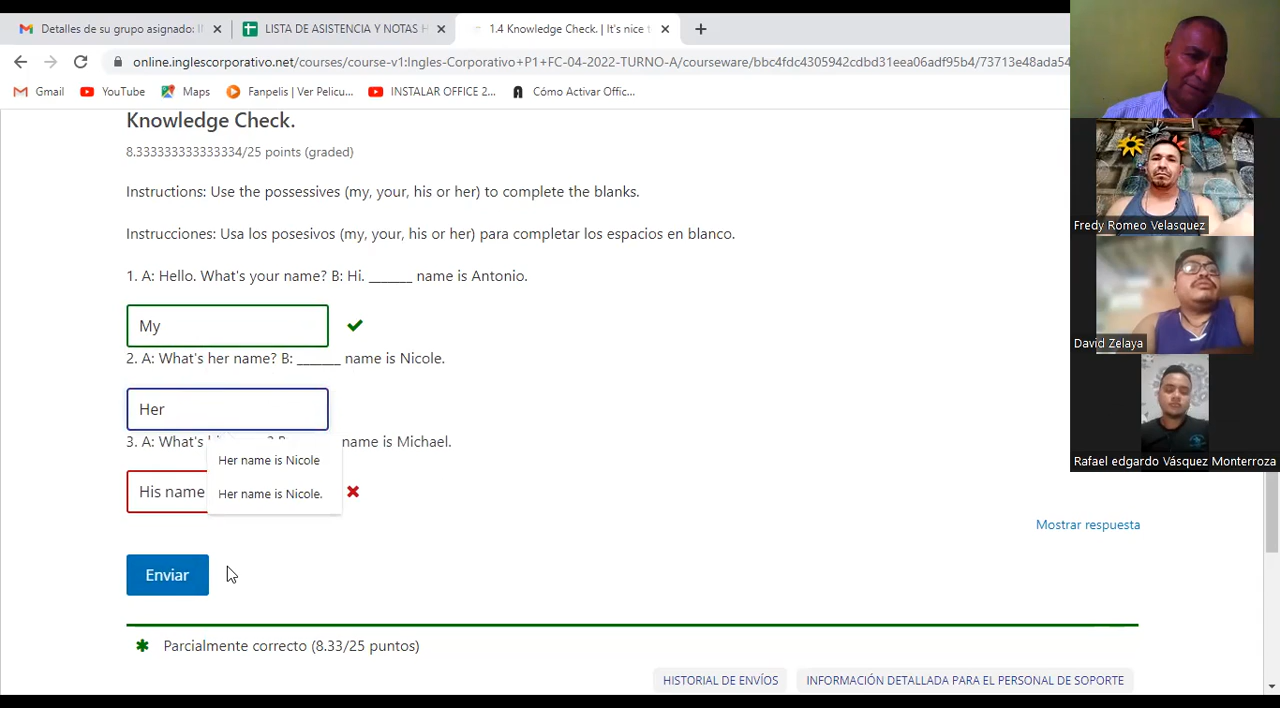 Detalles de su grupo asignado: I
LISTA DE ASISTENCIA Y NOTAS
1.4 Knowledge Check. | It's nice t
online.inglescorporativo.net/courses/course-v1:Ingles-Corporativo+P1+FC-04-2022-TURNO-A/courseware/bbc4fdc4305942cdbd31eea06adf95b4/73713e48ada54
Gmail
YouTube
Maps
Fanpelis | Ver Pelicu...
INSTALAR OFFICE 2...
Cómo Activar Offic...
Knowledge Check.
8.333333333333334/25 points (graded)
Instructions: Use the possessives (my, your, his or her) to complete the blanks.
Instrucciones: Usa los posesivos (my, your, his or her) para completar los espacios en blanco.
1. A: Hello. What's your name? B: Hi. ______ name is Antonio.
My
2. A: What's her name? B: ______ name is Nicole.
Her
3. A: What's name is Michael.
Her name is Nicole
Her name is Nicole.
His name
Mostrar respuesta
Enviar
Parcialmente correcto (8.33/25 puntos)
HISTORIAL DE ENVÍOS
INFORMACIÓN DETALLADA PARA EL PERSONAL DE SOPORTE
Fredy Romeo Velasquez
David Zelaya
Rafael edgardo Vásquez Monterroza